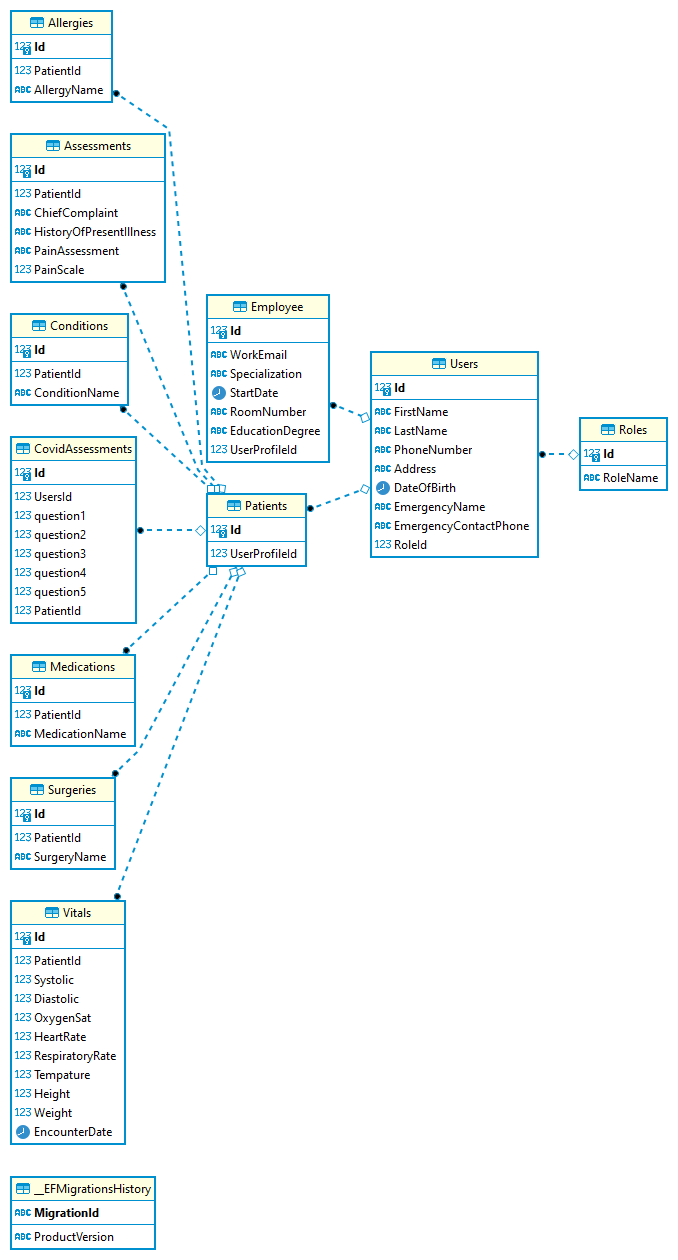 Allergies
123 Id
123 PatientId
ABC AllergyName
Assessments
123 Id
123 PatientId
ABC ChiefComplaint
ABC HistoryOfPresentIllness
ABC PainAssessment
123 PainScale
Conditions
123 Id
123 PatientId
ABC ConditionName
CovidAssessments
123 Id
123 UsersId
123 question1
123 question2
123 question3
123 question4
123 question5
123 PatientId
Medications
123 Id
123 PatientId
ABC MedicationName
Surgeries
123 Id
123 PatientId
ABC SurgeryName
Vitals
123 Id
123 PatientId
123 Systolic
123 Diastolic
123 OxygenSat
123 HeartRate
123 RespiratoryRate
123 Tempature
123 Height
123 Weight
EncounterDate
__EFMigrationsHistory
ABC MigrationId
ABC ProductVersion
Employee
123 Id
ABC WorkEmail
ABC Specialization
StartDate
ABC RoomNumber
ABC EducationDegree
123 UserProfileId
Patients
123 Id
123 UserProfileId
Users
123 Id
ABC FirstName
ABC LastName
ABC PhoneNumber
ABC Address
DateOfBirth
ABC EmergencyName
ABC EmergencyContactPhone
123 RoleId
Roles
123 Id
ABC RoleName